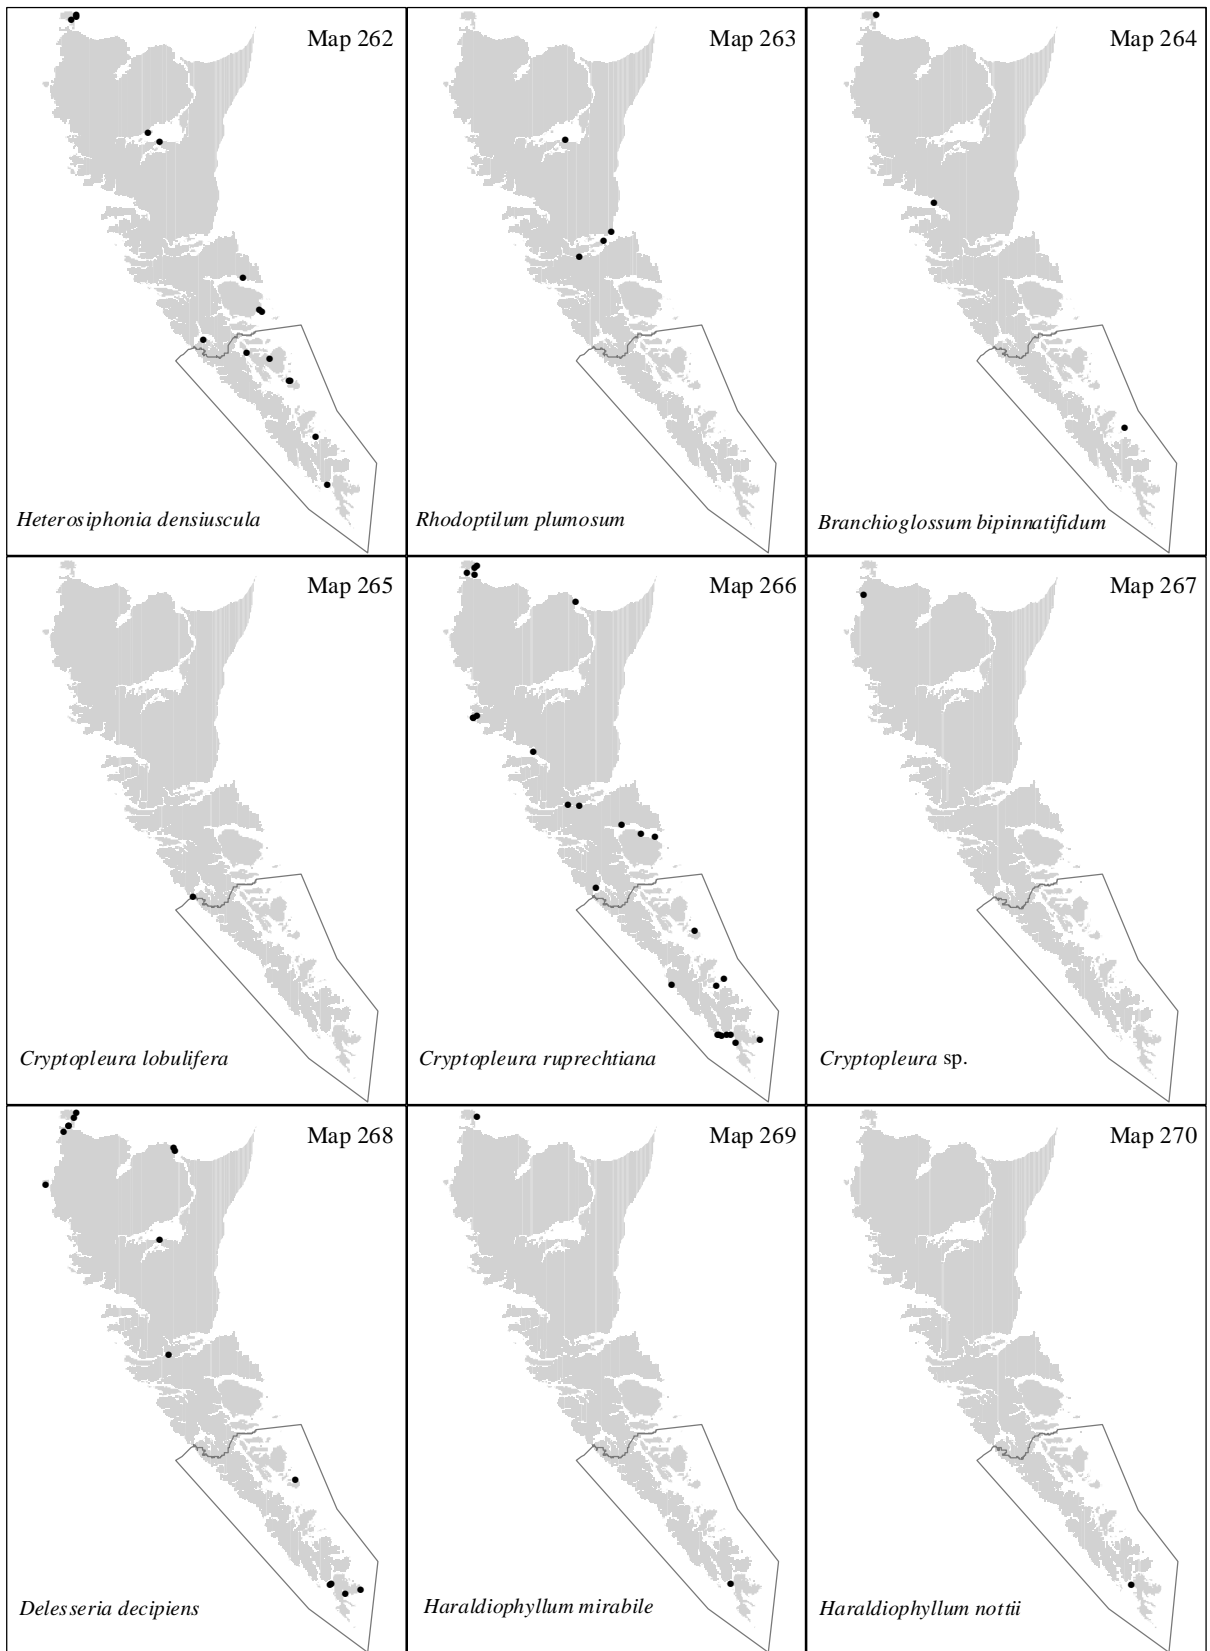 Map 262
Heterosiphonia densiuscula
Map 263
Rhodoptilum plumosum
Map 264
Branchioglossum bipinnatifidum
Map 265
Cryptopleura lobulifera
Map 266
Cryptopleura ruprechtiana
Map 267
Cryptopleura sp.
Map 268
Delesseria decipiens
Map 269
Haraldiophyllum mirabile
Map 270
Haraldiophyllum nottii